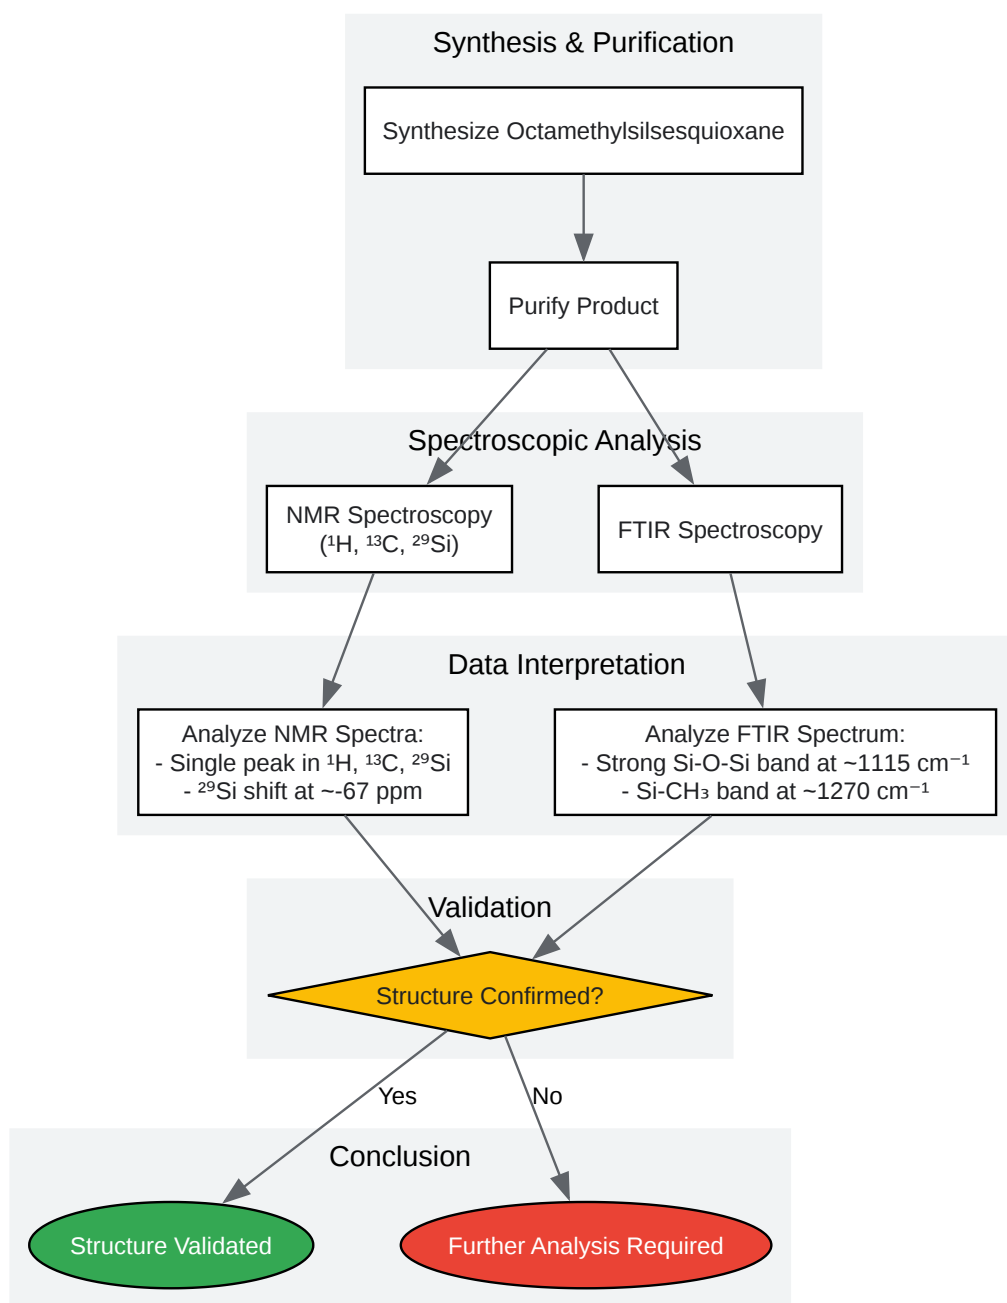 Synthesis & Purification
Synthesize Octamethylsilsesquioxane
Purify Product
Spectroscopic Analysis
NMR Spectroscopy
(¹H, ¹³C, ²⁹Si)
FTIR Spectroscopy
Data Interpretation
Analyze NMR Spectra:
- Single peak in ¹H, ¹³C, ²⁹Si
- ²⁹Si shift at ~-67 ppm
Analyze FTIR Spectrum:
- Strong Si-O-Si band at ~1115 cm⁻¹
- Si-CH₃ band at ~1270 cm⁻¹
Validation
Structure Confirmed?
Yes
No
Conclusion
Structure Validated
Further Analysis Required